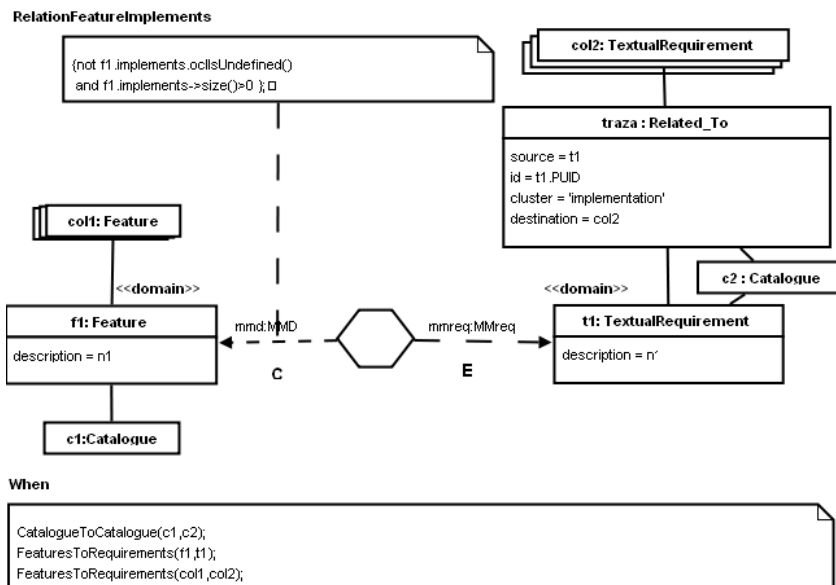 RelationFeatureImplements
{not f1.implements.oclIsUndefined()
and f1.implements->size()>0 };
col2: TextualRequirement
traza : Related_To
source = t1
id = t1.PUID
cluster = 'implementation'
destination = col2
col1: Feature
c2 : Catalogue
<<domain>>
<<domain>>
f1: Feature
description = n1
mmd:MMD
C
mmreq:MMreq
E
t1: TextualRequirement
description = n1
c1:Catalogue
When
CatalogueToCatalogue(c1,c2);
FeaturesToRequirements(f1,t1);
FeaturesToRequirements(col1,col2);